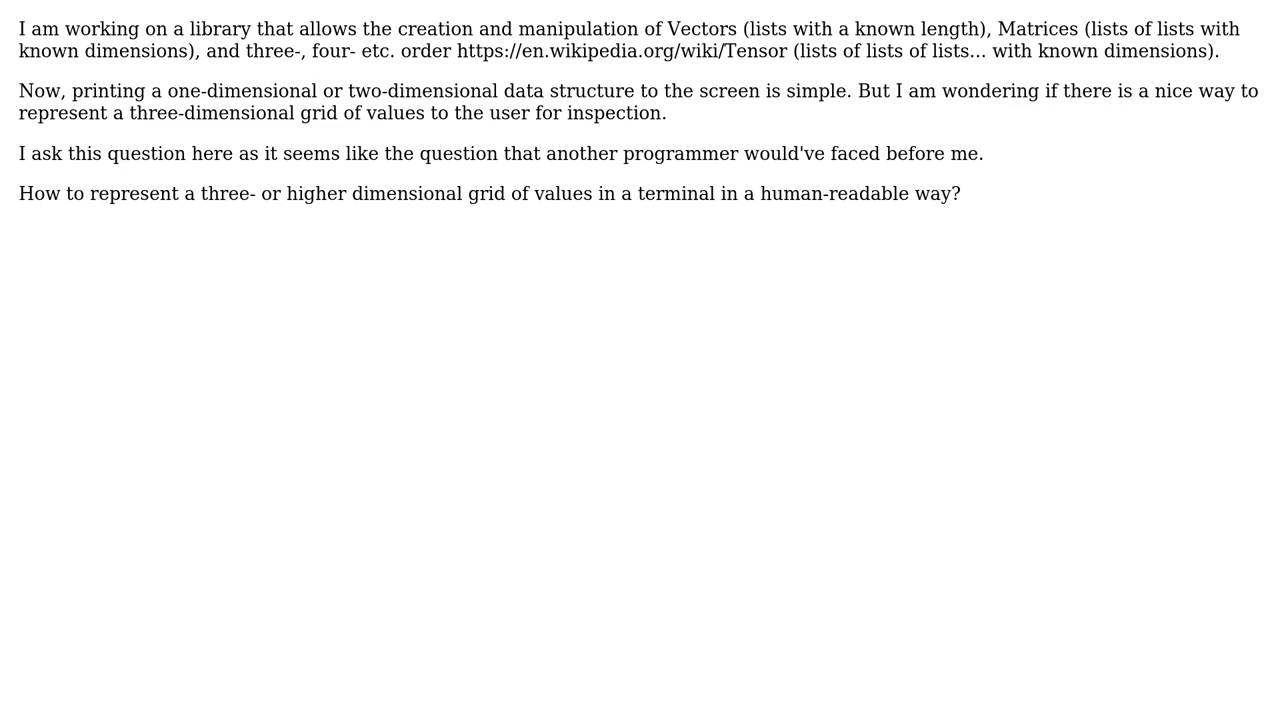 I am working on a library that allows the creation and manipulation of Vectors (lists with a known length), Matrices (lists of lists with
known dimensions), and three-, four- etc. order https://en.wikipedia.org/wiki/Tensor (lists of lists of lists... with known dimensions).
Now, printing a one-dimensional or two-dimensional data structure to the screen is simple. But I am wondering if there is a nice way to
represent a three-dimensional grid of values to the user for inspection.
I ask this question here as it seems like the question that another programmer would've faced before me.
How to represent a three- or higher dimensional grid of values in a terminal in a human-readable way?